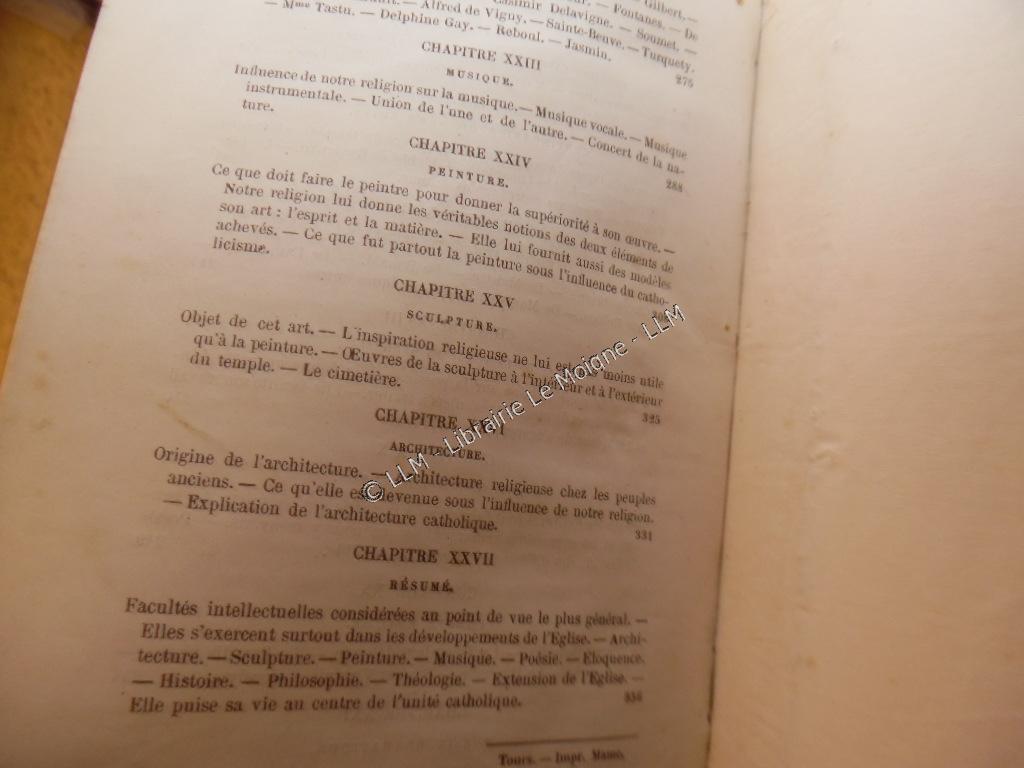 Gilbert. —
Casimir Delavigne. — Soumet. — Fontanes. — De
Alfred de Vigny. — Sainte-Beuve. — Turquety.
— Mme Tastu. — Delphine Gay. — Reboul. — Jasmin.
275
CHAPITRE XXIII
MUSIQUE.
Influence de notre religion sur la musique. — Musique vocale. — Musique
instrumentale. — Union de l'une et de l'autre. — Concert de la na-
ture.
288
CHAPITRE XXIV
PEINTURE.
Ce que doit faire le peintre pour donner la supériorité à son œuvre. —
Notre religion lui donne les véritables notions des deux éléments de
son art : l'esprit et la matière. — Elle lui fournit aussi des modèles
achevés. — Ce que fut partout la peinture sous l'influence du catho-
licisme.
CHAPITRE XXV
SCULPTURE.
Objet de cet art. — L'inspiration religieuse ne lui est moins utile
qu'à la peinture. — Œuvres de la sculpture à l'intérieur et à l'extérieur
du temple. — Le cimetière.
325
CHAPITRE XXVI
ARCHITECTURE.
Origine de l'architecture. — Architecture religieuse chez les peuples
anciens. — Ce qu'elle est devenue sous l'influence de notre religion.
— Explication de l'architecture catholique.
331
CHAPITRE XXVII
RÉSUMÉ.
Facultés intellectuelles considérées au point de vue le plus général. —
Elles s'exercent surtout dans les développements de l'Église. — Archi-
tecture. — Sculpture. — Peinture. — Musique. — Poésie. — Eloquence.
— Histoire. — Philosophie. — Théologie. — Extension de l'Église. —
Elle puise sa vie au centre de l'unité catholique.
Tours. — Impr. Mame.
© LLM - Librairie Le Moigne - LLM